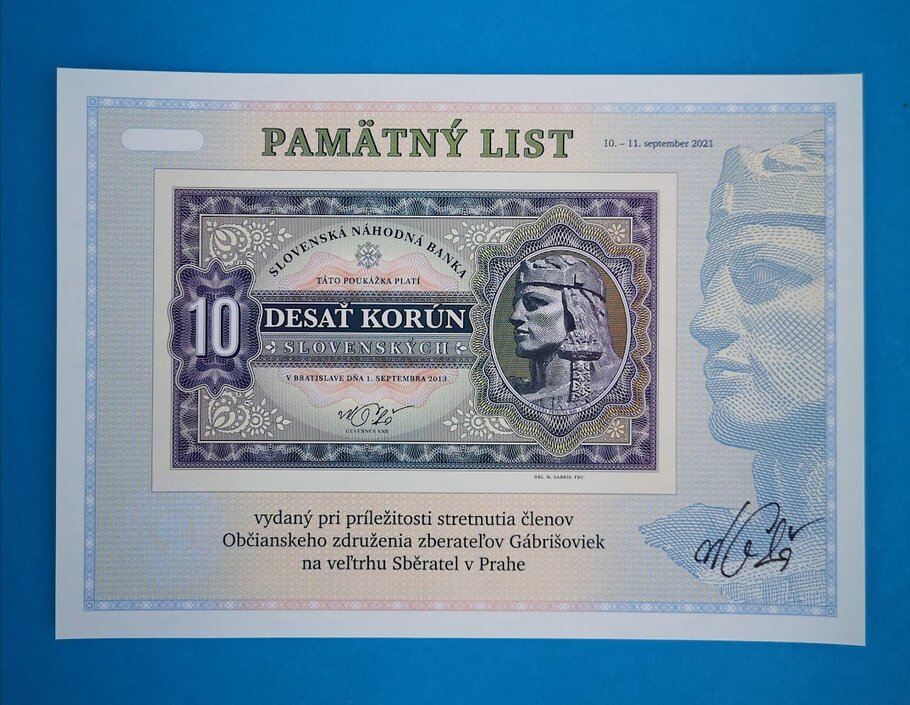 PAMÄTNÝ LIST
10. – 11. september 2021
SLOVENSKÁ NÁHODNÁ BANKA
TÁTO POUKÁŽKA PLATÍ
10
DESAŤ KORÚN
SLOVENSKÝCH
V BRATISLAVE DŇA 1. SEPTEMBRA 2013
GUVERNÉR SNB
DEL. M. GÁBRIŠ, FEC.
vydaný pri príležitosti stretnutia členov
Občianskeho združenia zberateľov Gábrišoviek
na veľtrhu Sběratel v Prahe